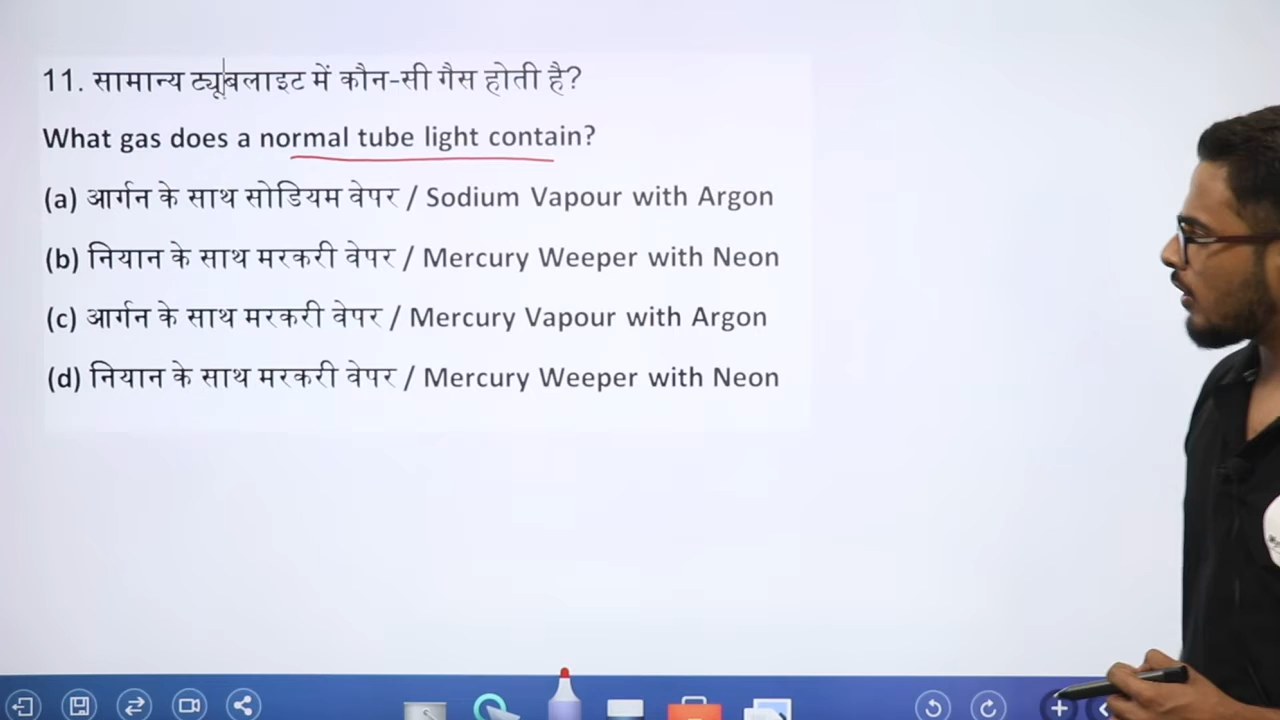 11. सामान्य ट्यूबलाइट में कौन-सी गैस होती है?
What gas does a normal tube light contain?
(a) आर्गन के साथ सोडियम वेपर / Sodium Vapour with Argon
(b) नियान के साथ मरकरी वेपर / Mercury Weeper with Neon
(c) आर्गन के साथ मरकरी वेपर / Mercury Vapour with Argon
(d) नियान के साथ मरकरी वेपर / Mercury Weeper with Neon